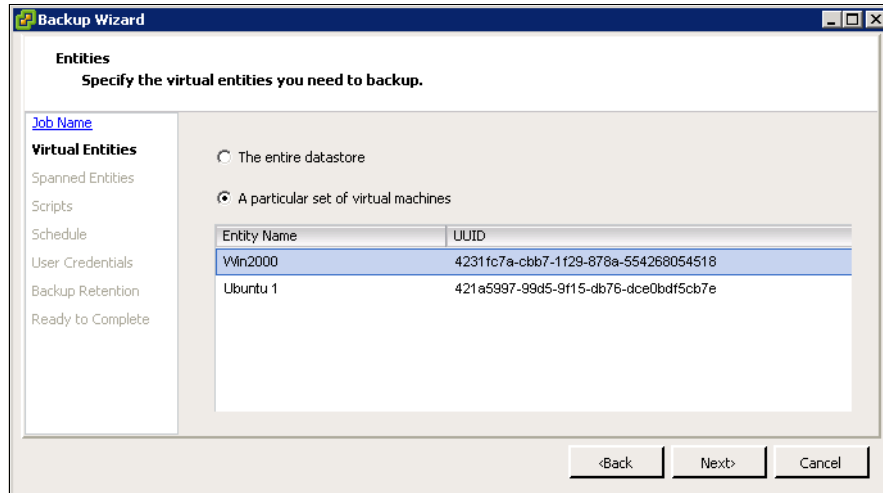 Backup Wizard
Entities
Specify the virtual entities you need to backup.
Job Name
Virtual Entities
Spanned Entities
Scripts
Schedule
User Credentials
Backup Retention
Ready to Complete
The entire datastore
A particular set of virtual machines
Entity Name UUID
Win2000 4231fc7a-cbb7-1f29-878a-554268054518
Ubuntu 1 421a5997-99d5-9f15-db76-dce0bdf5cb7e
<Back Next> Cancel